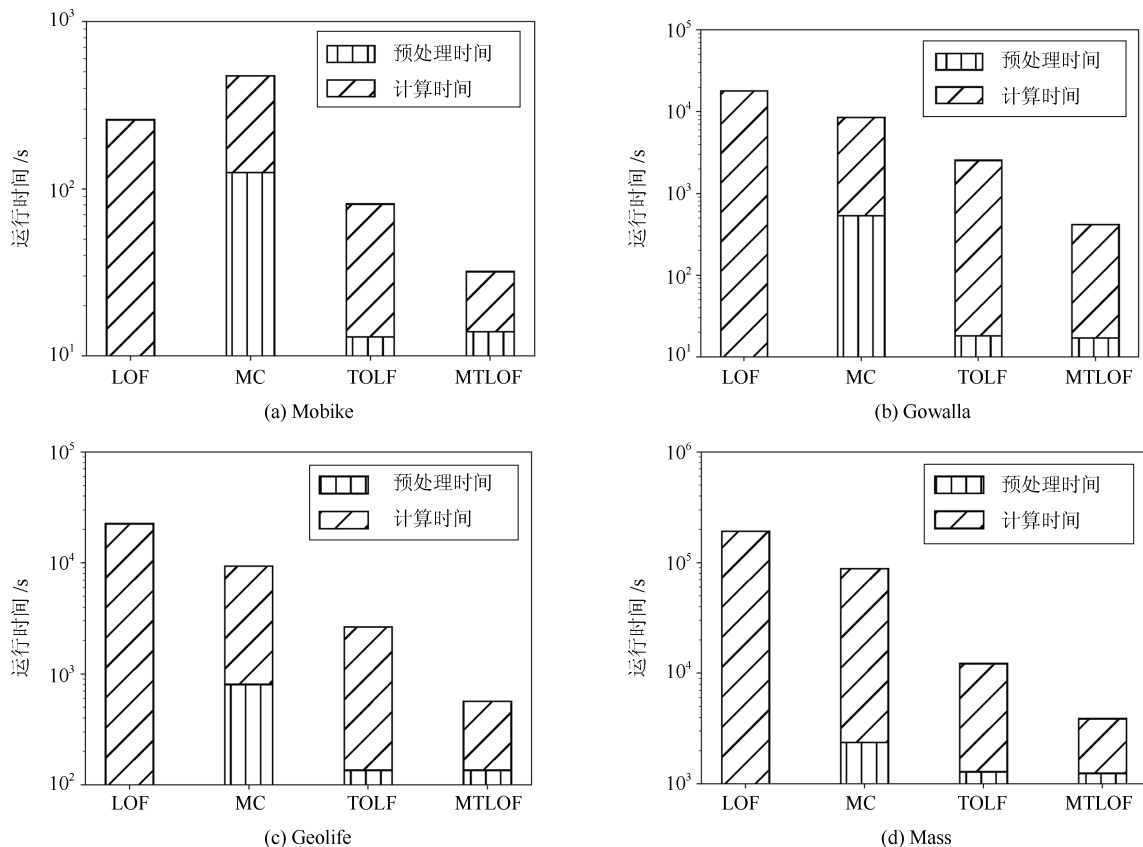 10³
预处理时间
计算时间
运行时间 /s
10²
10¹
LOF MC TOLF MTLOF
(a) Mobike
10⁵
预处理时间
计算时间
10⁴
运行时间 /s
10³
10²
10¹
LOF MC TOLF MTLOF
(b) Gowalla
10⁵
预处理时间
计算时间
10⁴
运行时间 /s
10³
10²
LOF MC TOLF MTLOF
(c) Geolife
10⁶
预处理时间
计算时间
10⁵
运行时间 /s
10⁴
10³
LOF MC TOLF MTLOF
(d) Mass